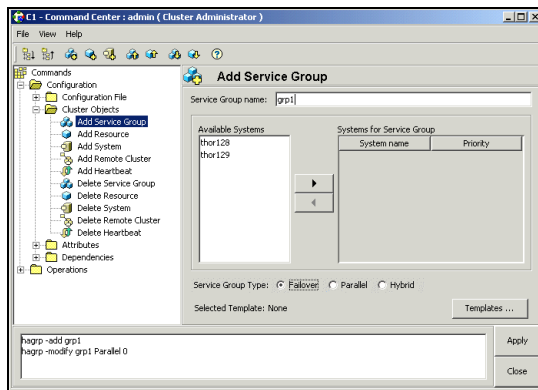 C1 - Command Center : admin ( Cluster Administrator )
File View Help
Commands
Configuration
Configuration File
Cluster Objects
Add Service Group
Add Resource
Add System
Add Remote Cluster
Add Heartbeat
Delete Service Group
Delete Resource
Delete System
Delete Remote Cluster
Delete Heartbeat
Attributes
Dependencies
Operations
Add Service Group
Service Group name: grp1
Available Systems
thor128
thor129
Systems for Service Group
System name Priority
Service Group Type: Failover Parallel Hybrid
Selected Template: None
Templates ...
hagrp -add grp1
hagrp -modify grp1 Parallel 0
Apply
Close